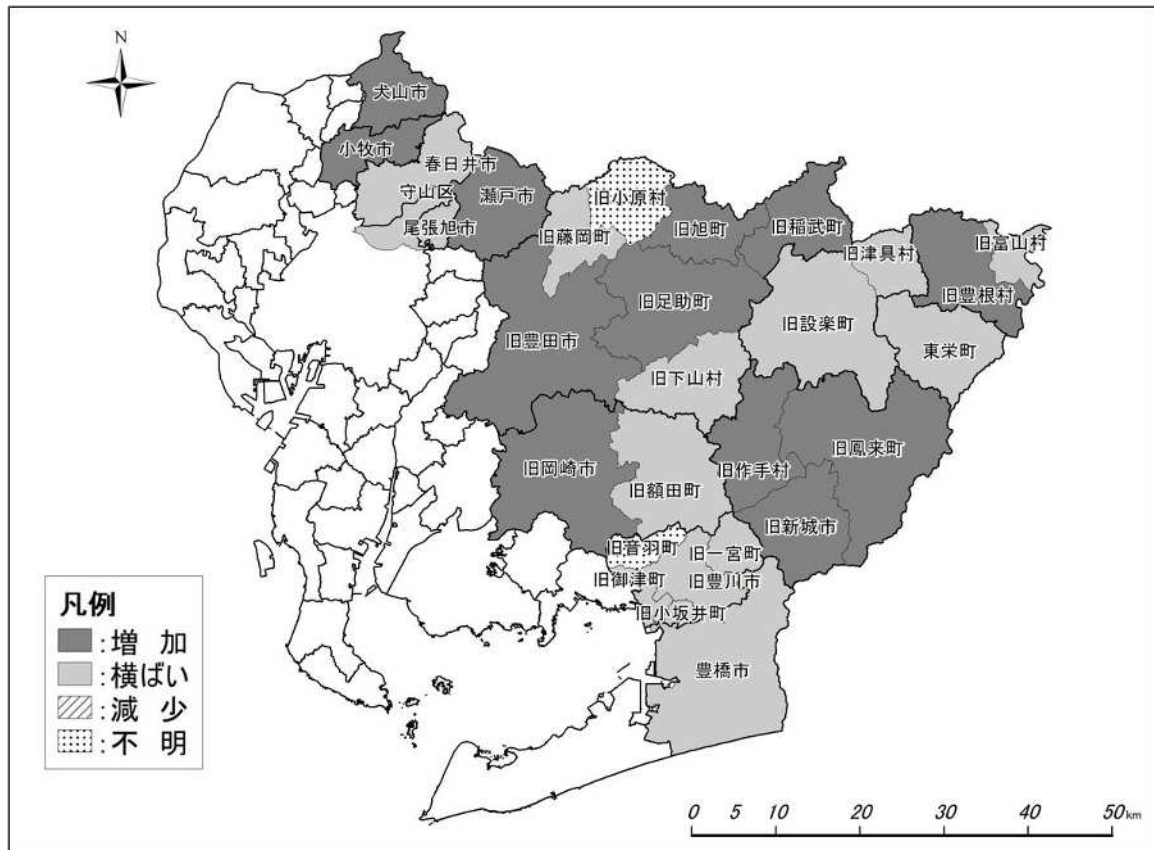 N
犬山市
小牧市
春日井市
守山区
瀬戸市
尾張旭市
旧小原村
旧藤岡町
旧旭町
旧稲武町
旧津具村
旧富山村
旧豊根村
旧足助町
旧設楽町
旧豊田市
東栄町
旧下山村
旧鳳来町
旧岡崎市
旧作手村
旧額田町
旧新城市
旧音羽町
旧一宮町
旧御津町
旧豊川市
旧小坂井町
豊橋市
凡例
:増 加
:横ばい
:減 少
:不 明
0 5 10 20 30 40 50km